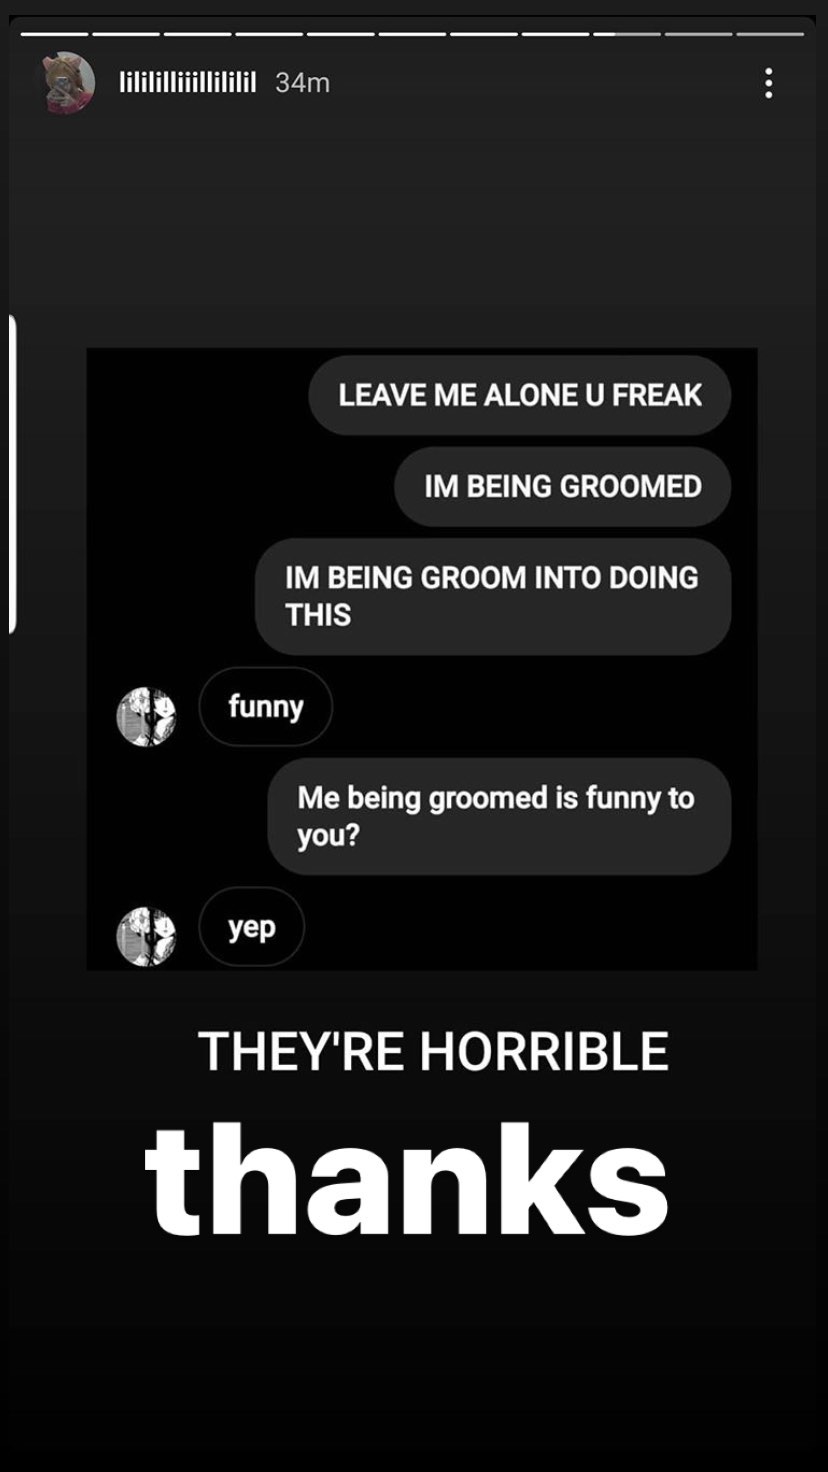 34m
LEAVE ME ALONE U FREAK
IM BEING GROOMED
IM BEING GROOM INTO DOING
THIS
funny
Me being groomed is funny to
you?
yep
THEY'RE HORRIBLE
thanks